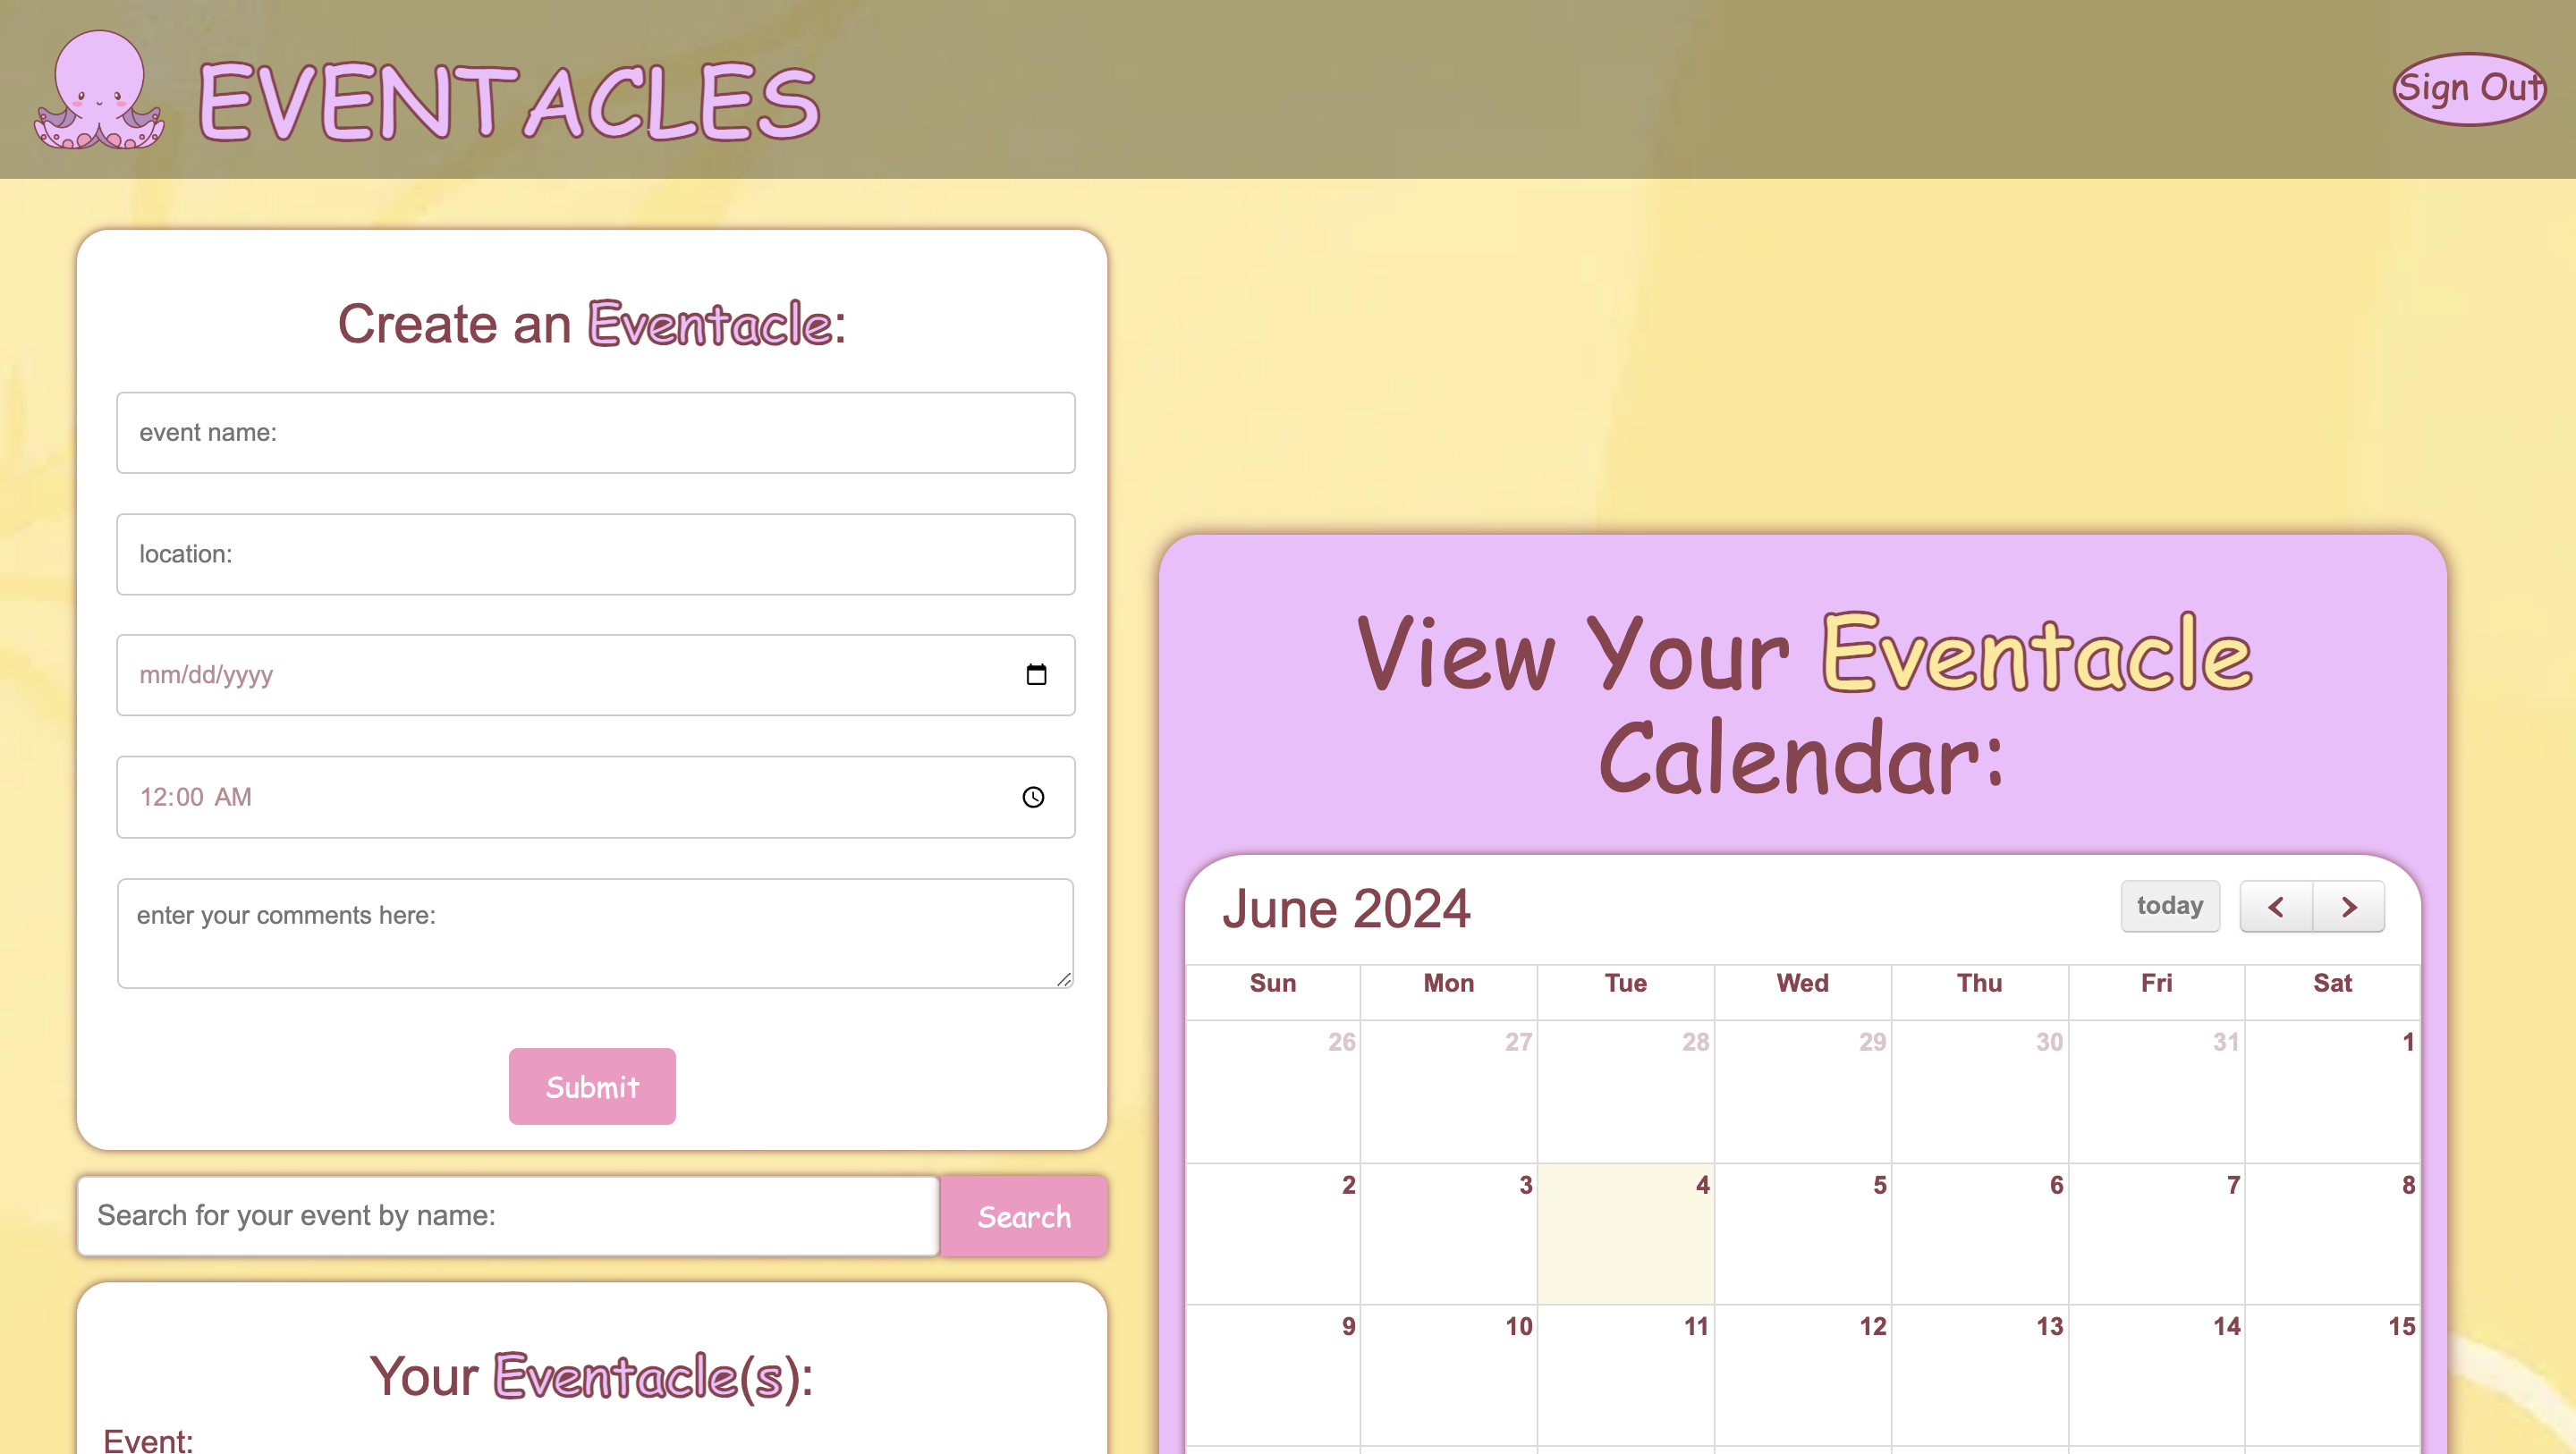 EVENTACLES
Sign Out
Create an Eventacle:
event name:
location:
mm/dd/yyyy
12:00 AM
enter your comments here:
Submit
Search for your event by name:
Search
Your Eventacle(s):
Event:
View Your Eventacle
Calendar:
June 2024
today
Sun Mon Tue Wed Thu Fri Sat
26 27 28 29 30 31 1
2 3 4 5 6 7 8
9 10 11 12 13 14 15